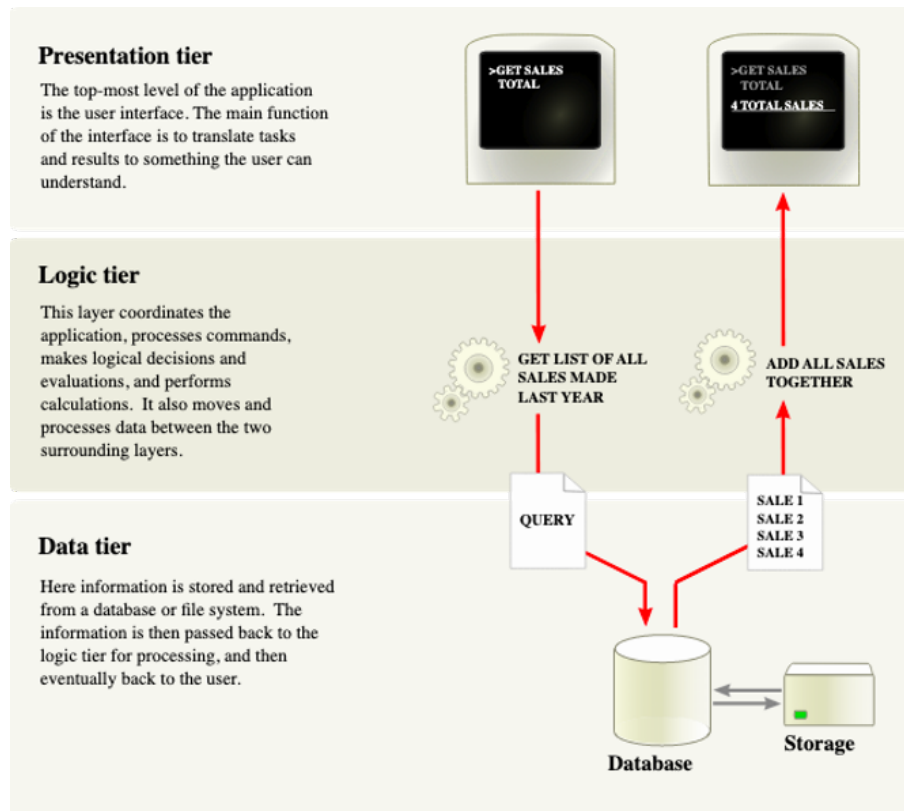 Presentation tier
The top-most level of the application
is the user interface. The main function
of the interface is to translate tasks
and results to something the user can
understand.
>GET SALES
TOTAL
>GET SALES
TOTAL
4 TOTAL SALES
Logic tier
This layer coordinates the
application, processes commands,
makes logical decisions and
evaluations, and performs
calculations. It also moves and
processes data between the two
surrounding layers.
GET LIST OF ALL
SALES MADE
LAST YEAR
ADD ALL SALES
TOGETHER
QUERY
SALE 1
SALE 2
SALE 3
SALE 4
Data tier
Here information is stored and retrieved
from a database or file system. The
information is then passed back to the
logic tier for processing, and then
eventually back to the user.
Database
Storage